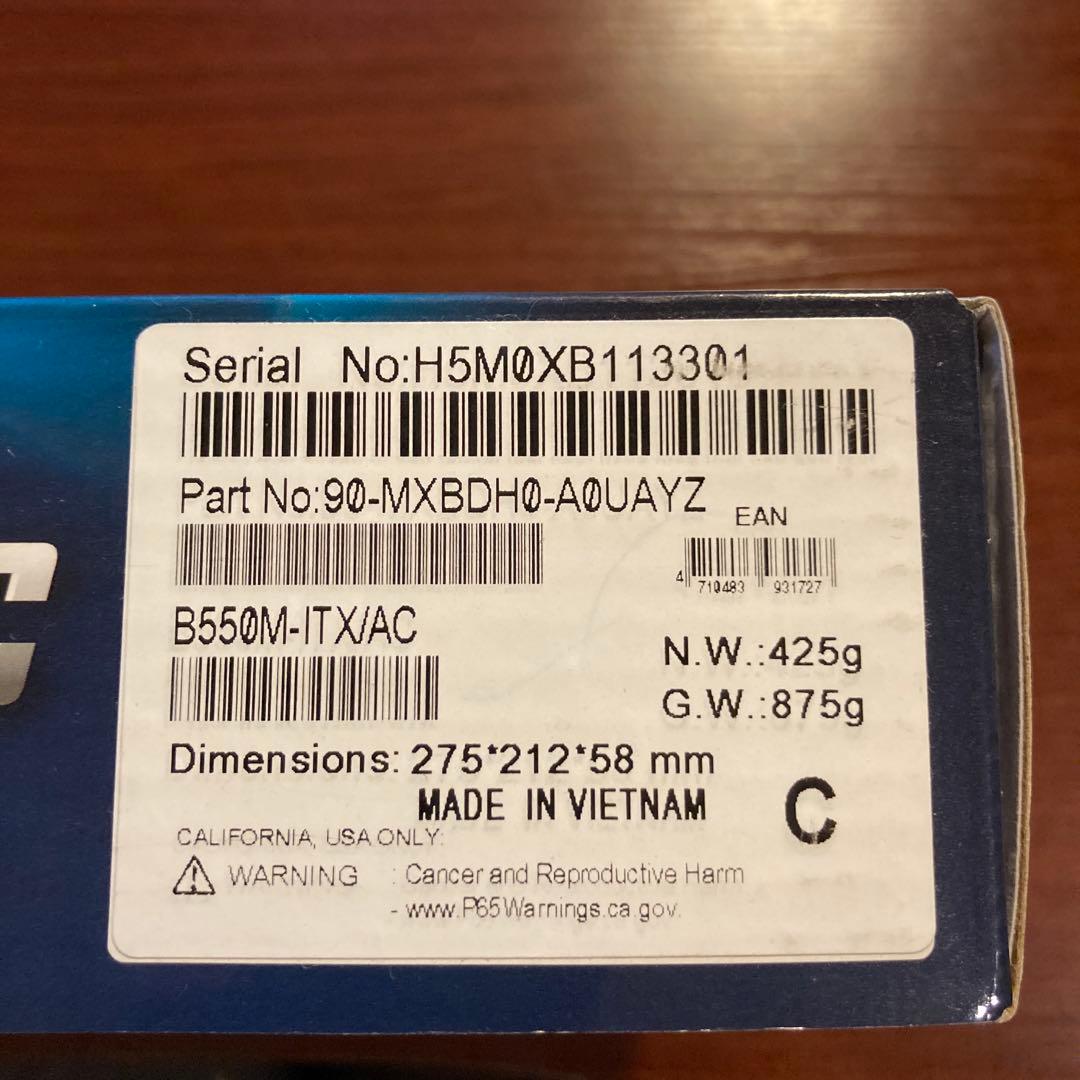 Serial No:H5M0XB113301
Part No:90-MXBDH0-A0UAYZ
EAN
4 710483 931727
B550M-ITX/AC
N.W.:425g
G.W.:875g
Dimensions: 275*212*58 mm
MADE IN VIETNAM
C
CALIFORNIA, USA ONLY:
WARNING : Cancer and Reproductive Harm
- www.P65Warnings.ca.gov.